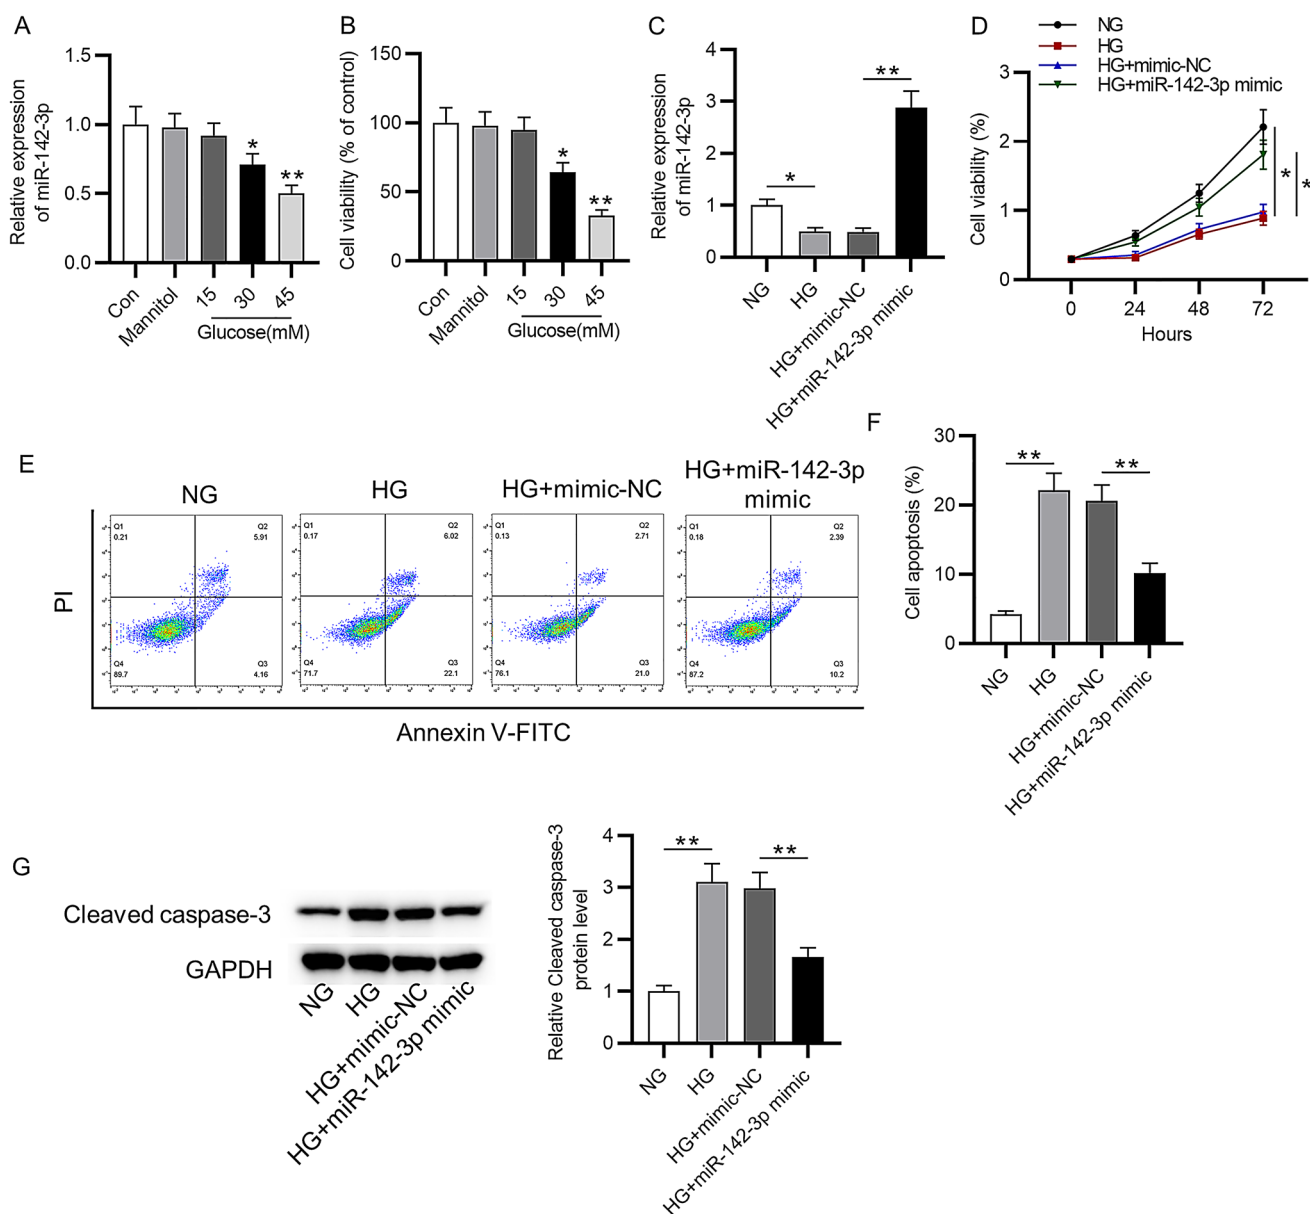 A
Relative expression
of miR-142-3p
1.5
1.0
0.5
0.0
*
**
Con
Mannitol
15
30
45
Glucose(mM)
B
Cell viability (% of control)
150
100
50
0
*
**
Con
Mannitol
15
30
45
Glucose(mM)
C
Relative expression
of miR-142-3p
4
3
2
1
0
*
**
NG
HG
HG+mimic-NC
HG+miR-142-3p mimic
D
NG
HG
HG+mimic-NC
HG+miR-142-3p mimic
Cell viability (%)
3
2
1
0
*
*
0
24
48
72
Hours
E
NG
HG
HG+mimic-NC
HG+miR-142-3p
mimic
PI
Q1
0.21
Q2
5.91
Q4
89.7
Q3
4.16
Q1
0.17
Q2
6.02
Q4
71.7
Q3
22.1
Q1
0.13
Q2
2.71
Q4
76.1
Q3
21.0
Q1
0.18
Q2
2.39
Q4
87.2
Q3
10.2
Annexin V-FITC
F
Cell apoptosis (%)
30
20
10
0
**
**
NG
HG
HG+mimic-NC
HG+miR-142-3p mimic
G
Cleaved caspase-3
GAPDH
NG
HG
HG+mimic-NC
HG+miR-142-3p mimic
Relative Cleaved caspase-3
protein level
4
3
2
1
0
**
**
NG
HG
HG+mimic-NC
HG+miR-142-3p mimic